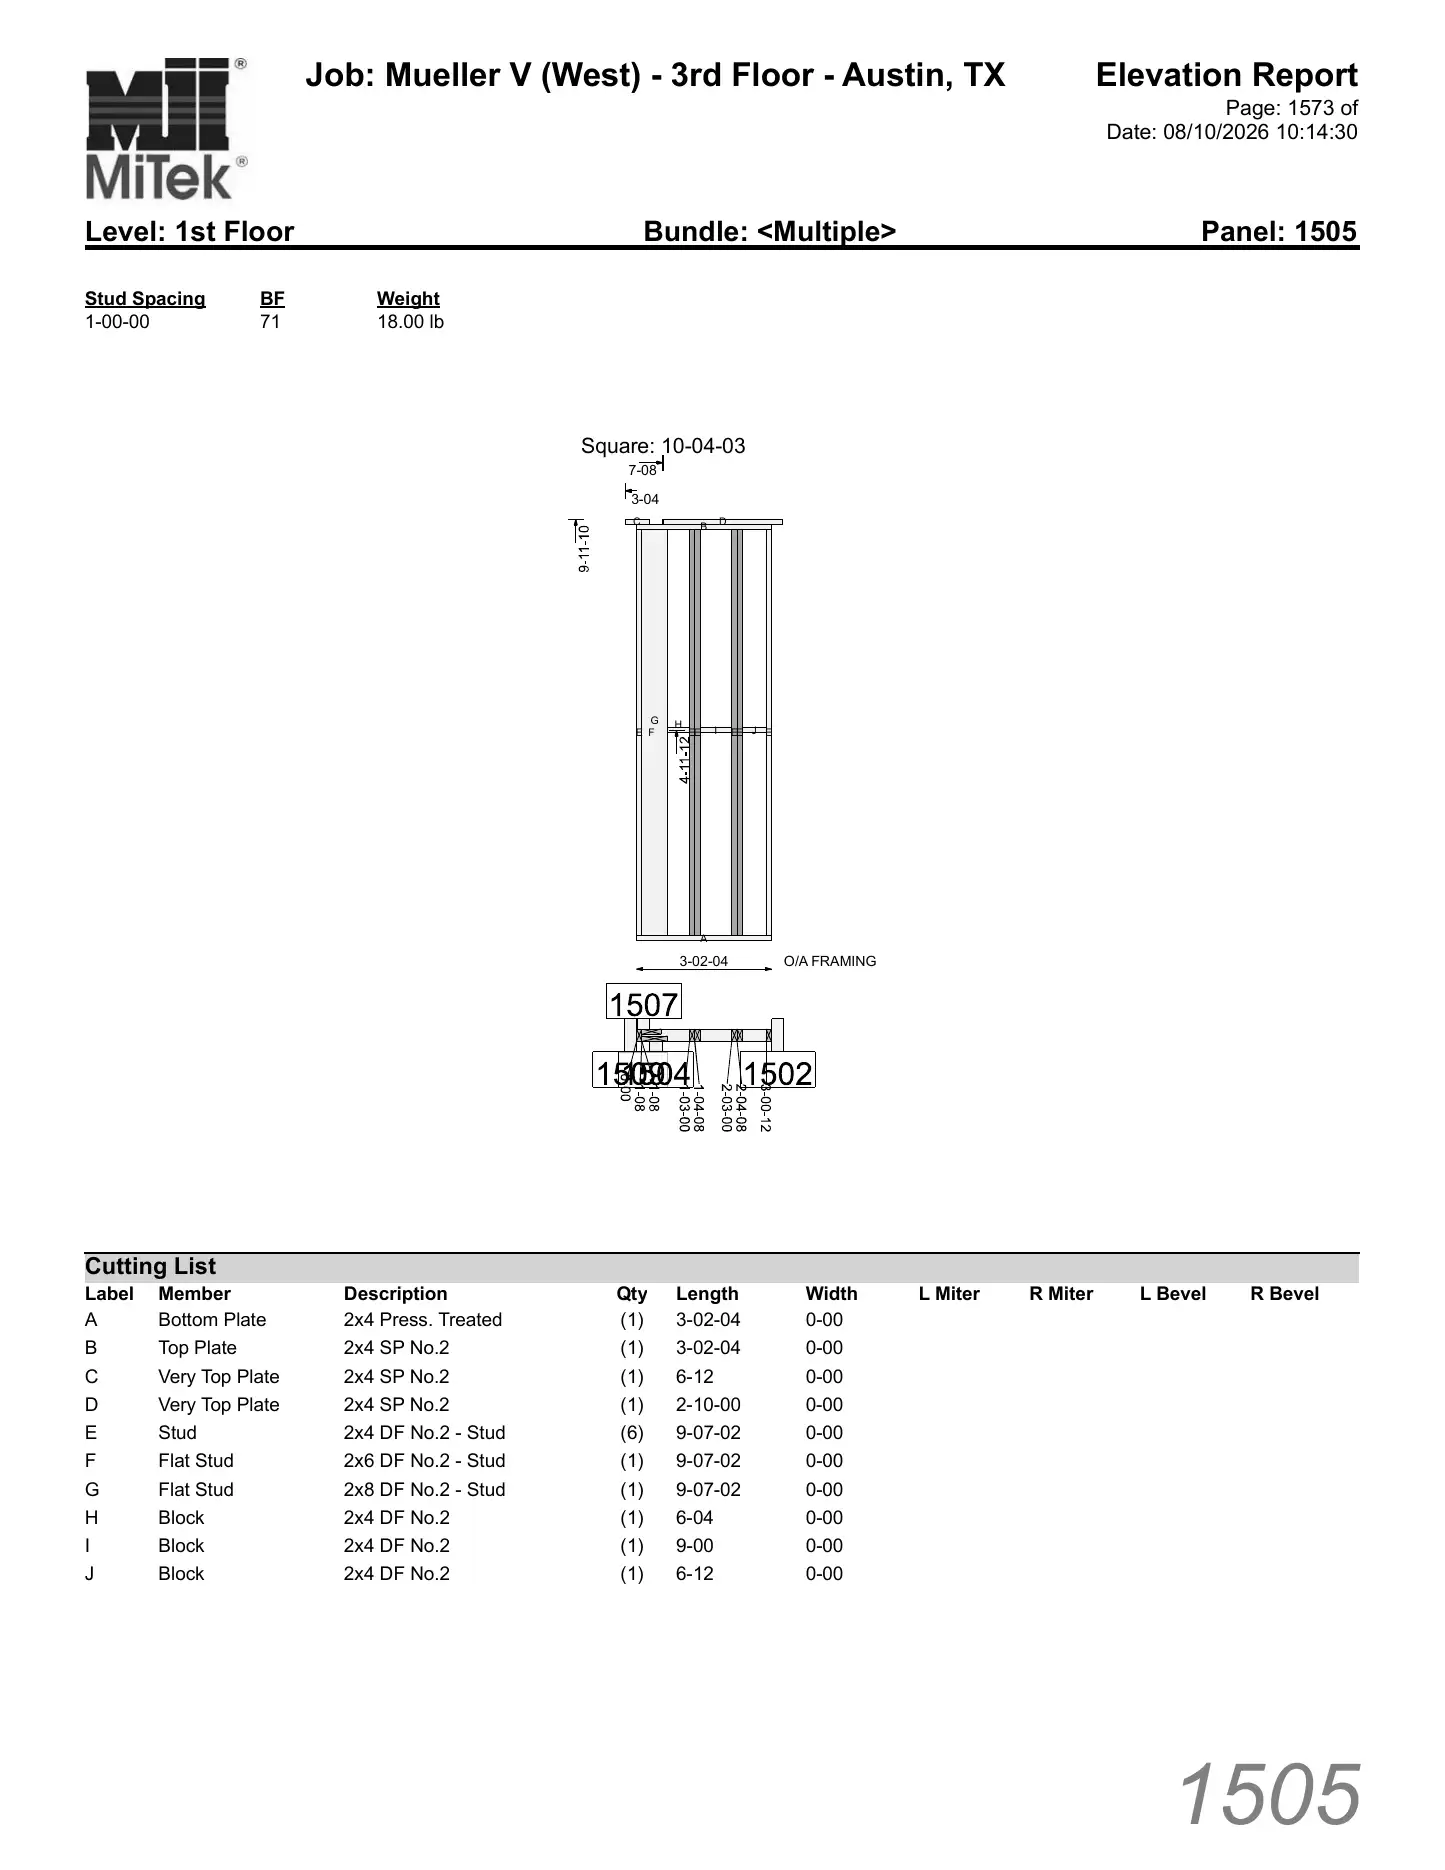 Job: Mueller V (West) - 3rd Floor - Austin, TX
Elevation Report
Page: 1573 of
Date: 08/10/2026 10:14:30
MiTek®
Level: 1st Floor Bundle: <Multiple> Panel: 1505
Stud Spacing BF Weight
1-00-00 71 18.00 lb
Square: 10-04-03
7-08
3-04
C D
B
9-11-10
G H
E F E E I E E J E
4-11-12
A
3-02-04 O/A FRAMING
1507
1504 1502
1-03-00 1-04-08 2-03-00 2-04-08 3-00-12
Cutting List
Label Member Description Qty Length Width L Miter R Miter L Bevel R Bevel
A Bottom Plate 2x4 Press. Treated (1) 3-02-04 0-00
B Top Plate 2x4 SP No.2 (1) 3-02-04 0-00
C Very Top Plate 2x4 SP No.2 (1) 6-12 0-00
D Very Top Plate 2x4 SP No.2 (1) 2-10-00 0-00
E Stud 2x4 DF No.2 - Stud (6) 9-07-02 0-00
F Flat Stud 2x6 DF No.2 - Stud (1) 9-07-02 0-00
G Flat Stud 2x8 DF No.2 - Stud (1) 9-07-02 0-00
H Block 2x4 DF No.2 (1) 6-04 0-00
I Block 2x4 DF No.2 (1) 9-00 0-00
J Block 2x4 DF No.2 (1) 6-12 0-00
1505